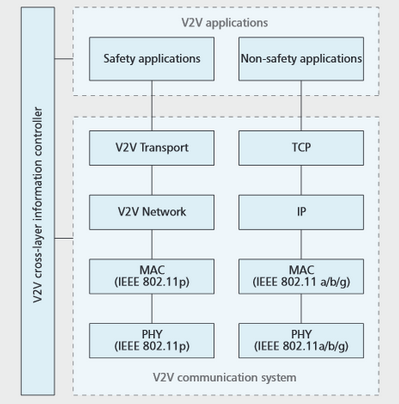 V2V applications
Safety applications
Non-safety applications
V2V cross-layer information controller
V2V Transport
TCP
V2V Network
IP
MAC
(IEEE 802.11p)
MAC
(IEEE 802.11 a/b/g)
PHY
(IEEE 802.11p)
PHY
(IEEE 802.11a/b/g)
V2V communication system